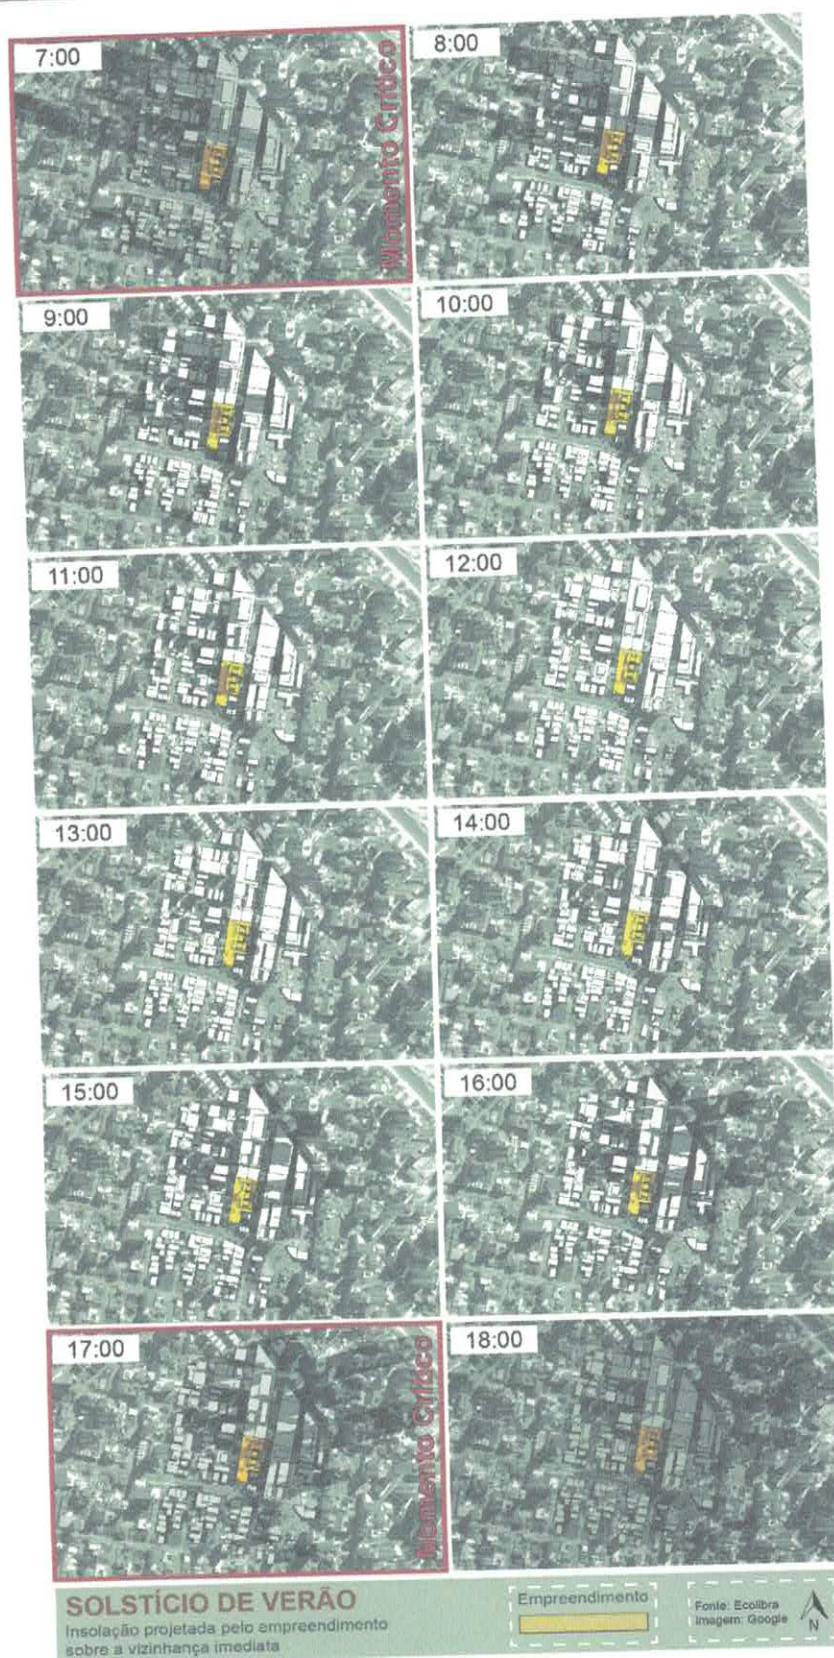 7:00
Momento Crítico
8:00
9:00
10:00
11:00
12:00
13:00
14:00
15:00
16:00
17:00
Momento Crítico
18:00
SOLSTÍCIO DE VERÃO
Insolação projetada pelo empreendimento
sobre a vizinhança imediata
Empreendimento
Fonte: Ecolibra
Imagem: Google
N